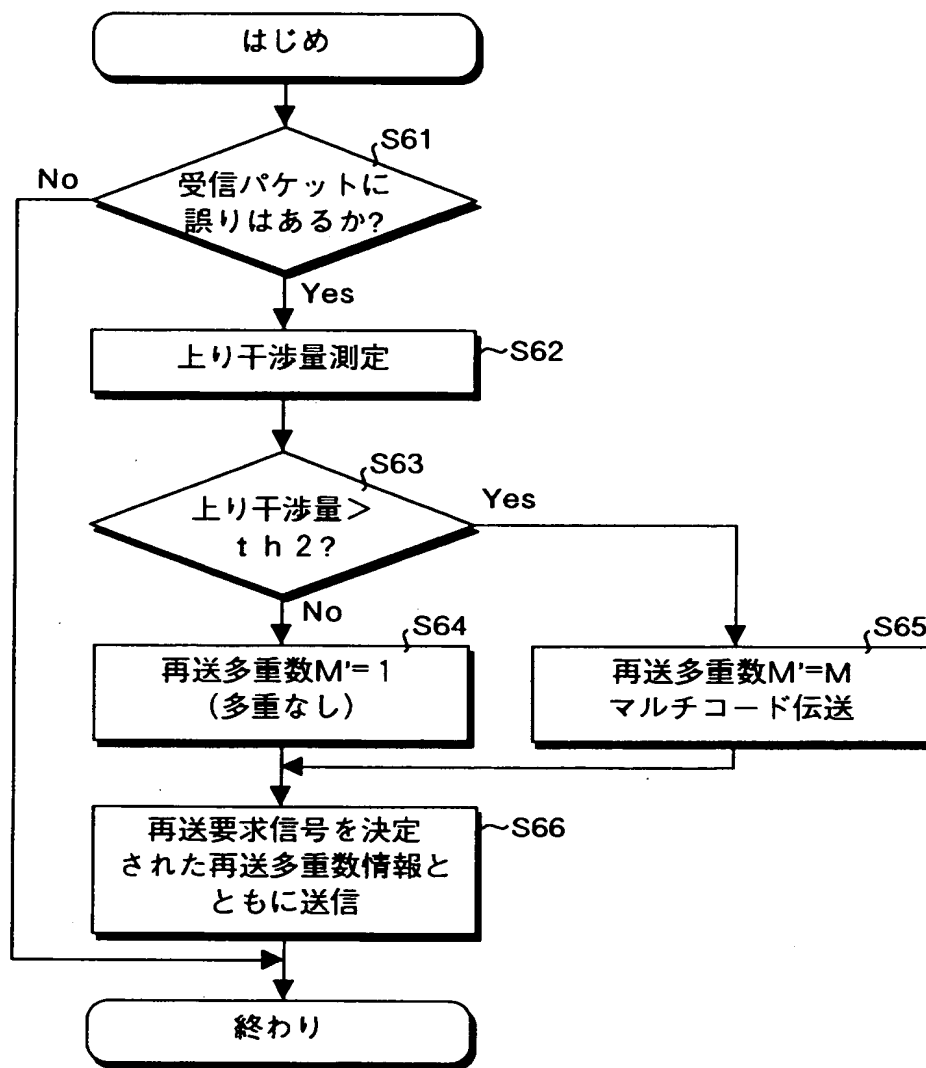 はじめ
S61
No
受信パケットに
誤りはあるか?
Yes
上り干渉量測定
S62
S63
上り干渉量>
th2?
Yes
No
S64
再送多重数M'=1
(多重なし)
S65
再送多重数M'=M
マルチコード伝送
再送要求信号を決定
された再送多重数情報と
ともに送信
S66
終わり